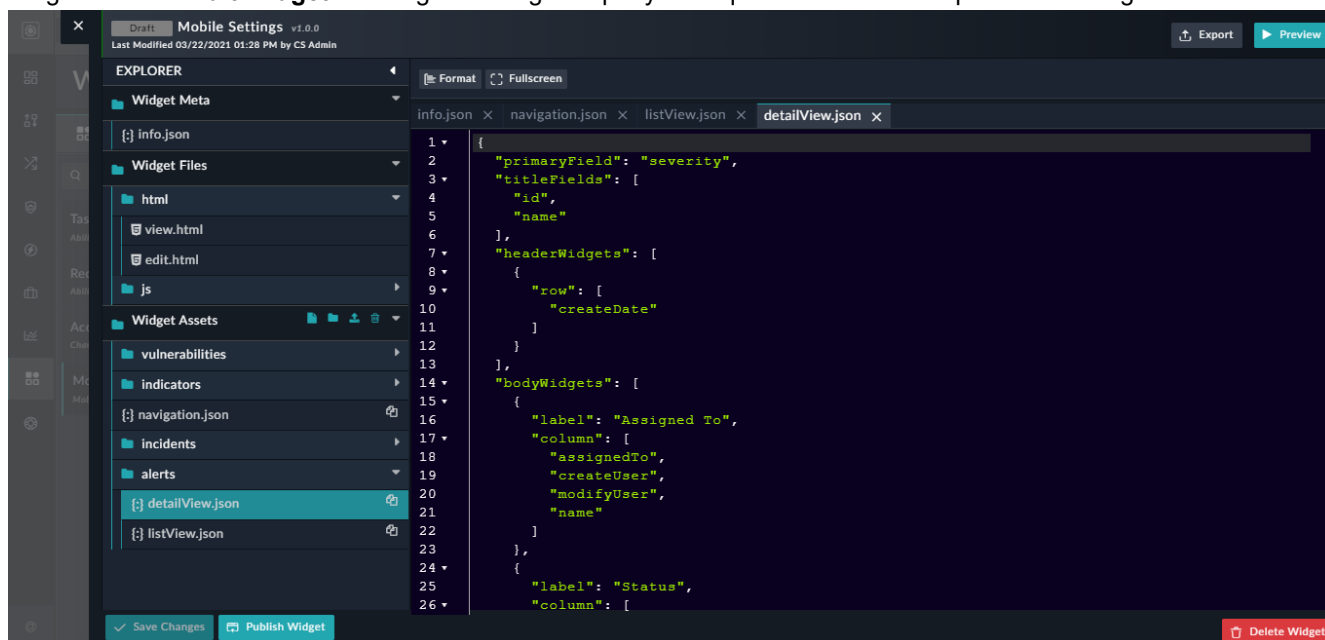 Draft Mobile Settings v1.0.0
Last Modified 03/22/2021 01:28 PM by CS Admin
Export
Preview
EXPLORER
Widget Meta
{:} info.json
Widget Files
html
view.html
edit.html
js
Widget Assets
vulnerabilities
indicators
{:} navigation.json
incidents
alerts
{:} detailView.json
{:} listView.json
Format
Fullscreen
info.json × navigation.json × listView.json × detailView.json ×
1 {
2 "primaryField": "severity",
3 "titleFields": [
4 "id",
5 "name"
6 ],
7 "headerWidgets": [
8 {
9 "row": [
10 "createDate"
11 ]
12 }
13 ],
14 "bodyWidgets": [
15 {
16 "label": "Assigned To",
17 "column": [
18 "assignedTo",
19 "createUser",
20 "modifyUser",
21 "name"
22 ]
23 },
24 {
25 "label": "Status",
26 "column": [
Save Changes
Publish Widget
Delete Widget